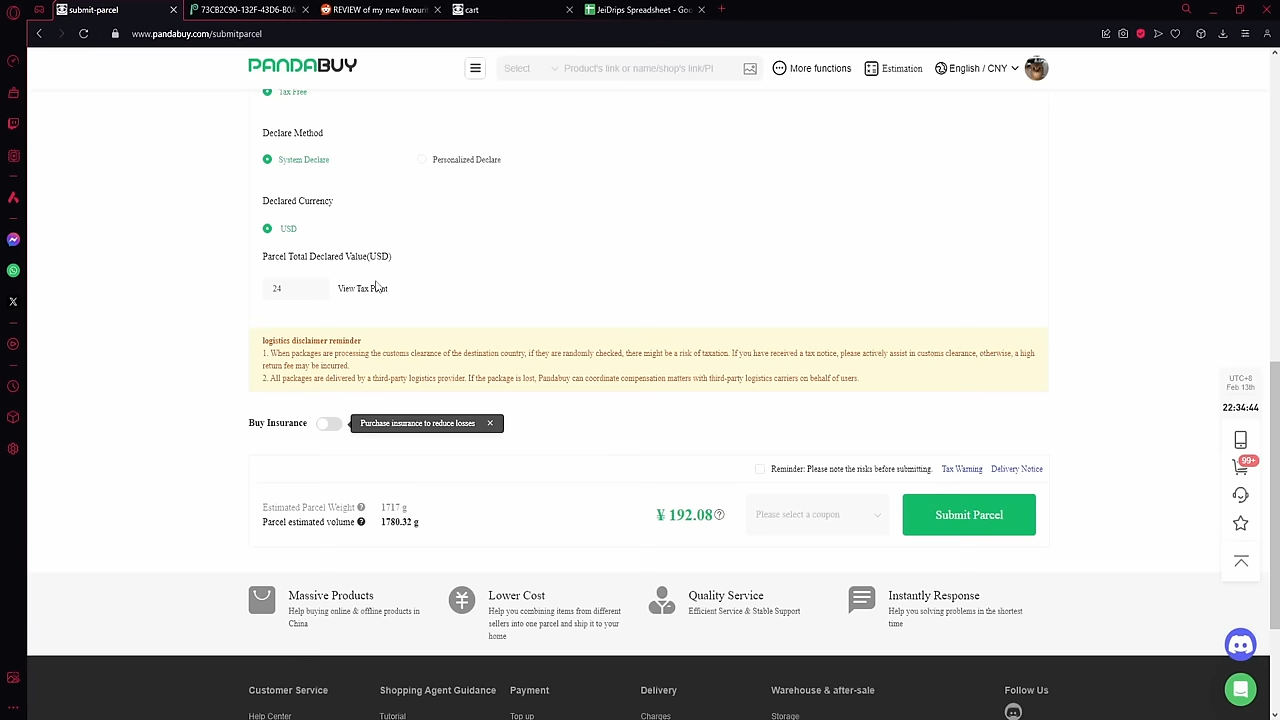 submit-parcel
73CB2C90-132F-43D6-B0A
REVIEW of my new favouri
cart
JeiDrips Spreadsheet - Goo
www.pandabuy.com/submitparcel
PANDABUY
Select
Product's link or name/shop's link/PI
More functions
Estimation
English / CNY
Tax Free
Declare Method
System Declare
Personalized Declare
Declared Currency
USD
Parcel Total Declared Value(USD)
24
View Tax
logistics disclaimer reminder
1. When packages are processing the customs clearance of the destination country, if they are randomly checked, there might be a risk of taxation. If you have received a tax notice, please actively assist in customs clearance, otherwise, a high
return fee may be incurred.
2. All packages are delivered by a third-party logistics provider. If the package is lost, Pandabuy can coordinate compensation matters with third-party logistics carriers on behalf of users.
UTC+8
Feb 13th
22:34:44
99+
Buy Insurance
Purchase insurance to reduce losses ×
Reminder: Please note the risks before submitting. Tax Warning Delivery Notice
Estimated Parcel Weight 1717 g
Parcel estimated volume 1780.32 g
¥ 192.08
Please select a coupon
Submit Parcel
Massive Products
Help buying online & offline products in
China
Lower Cost
Help you combining items from different
sellers into one parcel and ship it to your
home
Quality Service
Efficient Service & Stable Support
Instantly Response
Help you solving problems in the shortest
time
Customer Service
Shopping Agent Guidance
Payment
Delivery
Warehouse & after-sale
Follow Us
Help Center
Tutorial
Top up
Charges
Storage